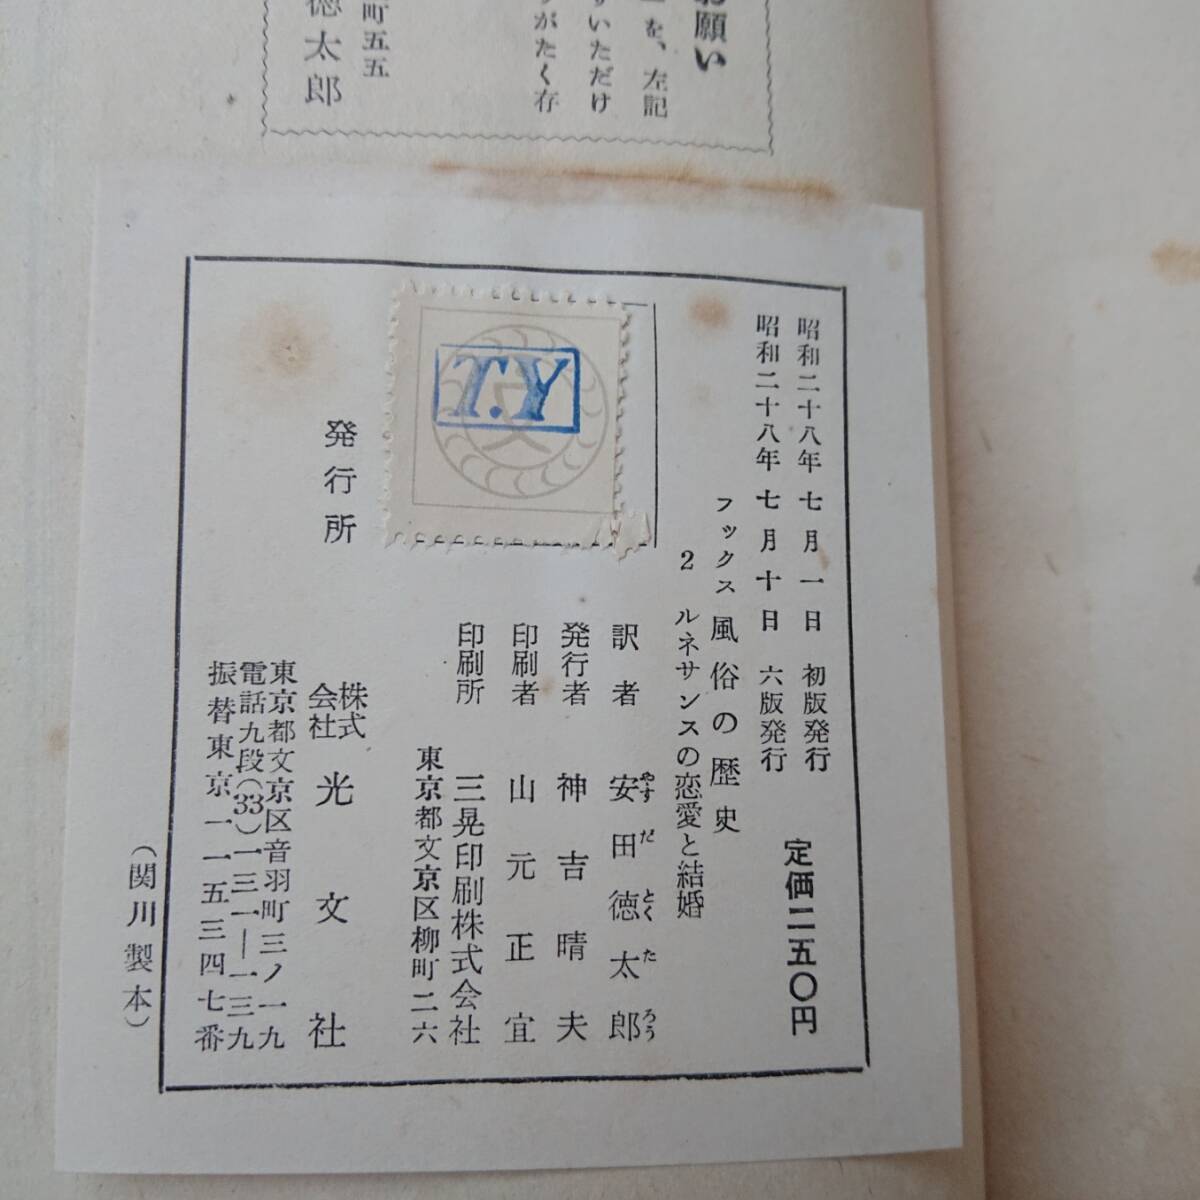 お願い
を、左記
すいただけ
がたく存
町五五
徳太郎
昭和二十八年 七月一日 初版発行
昭和二十八年 七月十日 六版発行
定価二五〇円
フックス 風俗の歴史
2 ルネサンスの恋愛と結婚
訳者 安田徳太郎
やすだとくたろう
発行者 神吉晴夫
印刷者 山元正宜
印刷所 三晃印刷株式会社
東京都文京区柳町二六
T.Y
発行所
株式会社 光文社
東京都文京区音羽町三ノ一九
電話九段(33)一三一一―一三九
振替東京一一五三四七番
(関川製本)